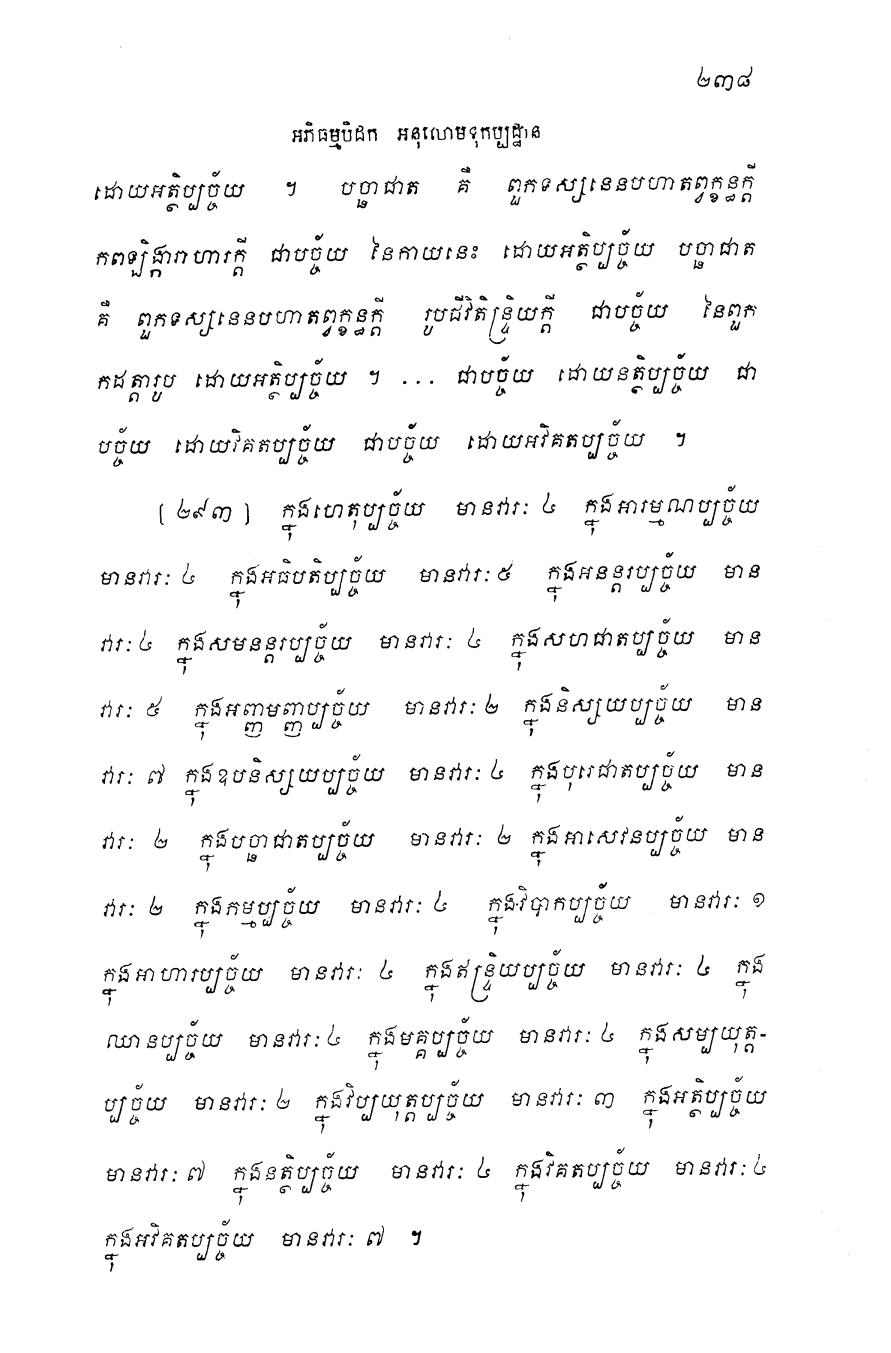 ២៣៨
អភិធម្មបិដក អនុលោមទុកប្បដ្ឋាន
ដោយអត្ថិប្បច្ច័យ ។ បច្ឆាជាត គឺ ពួកទស្សនេនបហាតព្វក្ខន្ធក្តី
កពឡិង្ការាហារក្តី ជាបច្ច័យ នៃកាយនេះ ដោយអត្ថិប្បច្ច័យ បច្ឆាជាត
គឺ ពួកទស្សនេនបហាតព្វក្ខន្ធក្តី រូបជីវិតិន្ទ្រិយក្តី ជាបច្ច័យ នៃពួក
កដត្តារូប ដោយអត្ថិប្បច្ច័យ ។ ... ជាបច្ច័យ ដោយនត្ថិប្បច្ច័យ ជា
បច្ច័យ ដោយវិគតប្បច្ច័យ ជាបច្ច័យ ដោយអវិគតប្បច្ច័យ ។
[ ២៩៣ ] ក្នុងហេតុប្បច្ច័យ មានវារៈ ៤ ក្នុងអារម្មណប្បច្ច័យ
មានវារៈ ៤ ក្នុងអធិបតិប្បច្ច័យ មានវារៈ ៥ ក្នុងអនន្តរប្បច្ច័យ មាន
វារៈ ៤ ក្នុងសមនន្តរប្បច្ច័យ មានវារៈ ៤ ក្នុងសហជាតប្បច្ច័យ មាន
វារៈ ៥ ក្នុងអញ្ញមញ្ញប្បច្ច័យ មានវារៈ ២ ក្នុងនិស្សយប្បច្ច័យ មាន
វារៈ ៧ ក្នុងឧបនិស្សយប្បច្ច័យ មានវារៈ ៤ ក្នុងបុរេជាតប្បច្ច័យ មាន
វារៈ ២ ក្នុងបច្ឆាជាតប្បច្ច័យ មានវារៈ ២ ក្នុងអាសេវនប្បច្ច័យ មាន
វារៈ ២ ក្នុងកម្មប្បច្ច័យ មានវារៈ ៤ ក្នុងវិបាកប្បច្ច័យ មានវារៈ ១
ក្នុងអាហារប្បច្ច័យ មានវារៈ ៤ ក្នុងឥន្ទ្រិយប្បច្ច័យ មានវារៈ ៤ ក្នុង
ឈានប្បច្ច័យ មានវារៈ ៤ ក្នុងមគ្គប្បច្ច័យ មានវារៈ ៤ ក្នុងសម្បយុត្ត-
ប្បច្ច័យ មានវារៈ ២ ក្នុងវិប្បយុត្តប្បច្ច័យ មានវារៈ ៣ ក្នុងអត្ថិប្បច្ច័យ
មានវារៈ ៧ ក្នុងនត្ថិប្បច្ច័យ មានវារៈ ៤ ក្នុងវិគតប្បច្ច័យ មានវារៈ ៤
ក្នុងអវិគតប្បច្ច័យ មានវារៈ ៧ ។